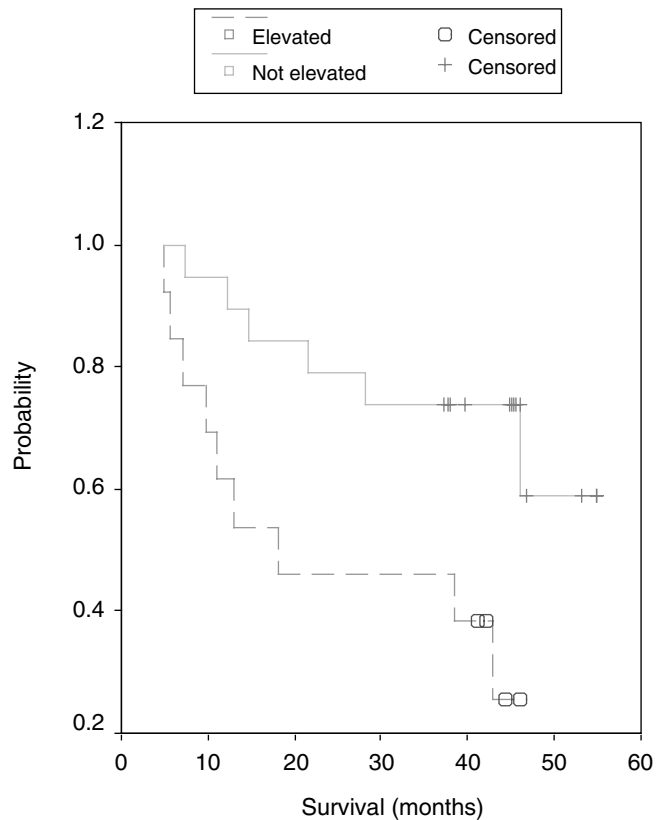 Elevated
Censored
Not elevated
Censored
1.2
1.0
0.8
0.6
0.4
0.2
Probability
0 10 20 30 40 50 60
Survival (months)